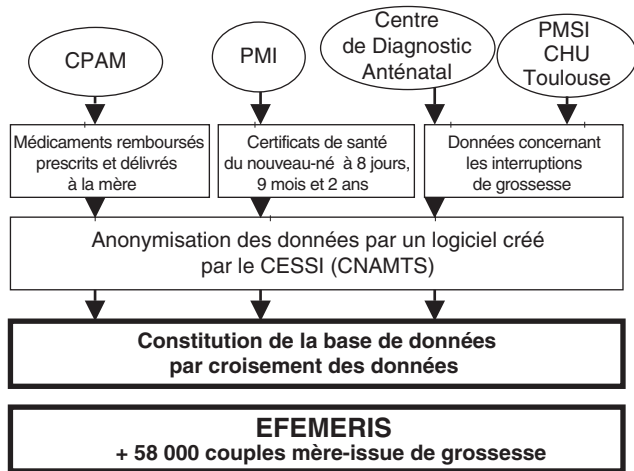 CPAM
PMI
Centre
de Diagnostic
Anténatal
PMSI
CHU
Toulouse
Médicaments remboursés
prescrits et délivrés
à la mère
Certificats de santé
du nouveau-né à 8 jours,
9 mois et 2 ans
Données concernant
les interruptions
de grossesse
Anonymisation des données par un logiciel créé
par le CESSI (CNAMTS)
Constitution de la base de données
par croisement des données
EFEMERIS
+ 58 000 couples mère-issue de grossesse